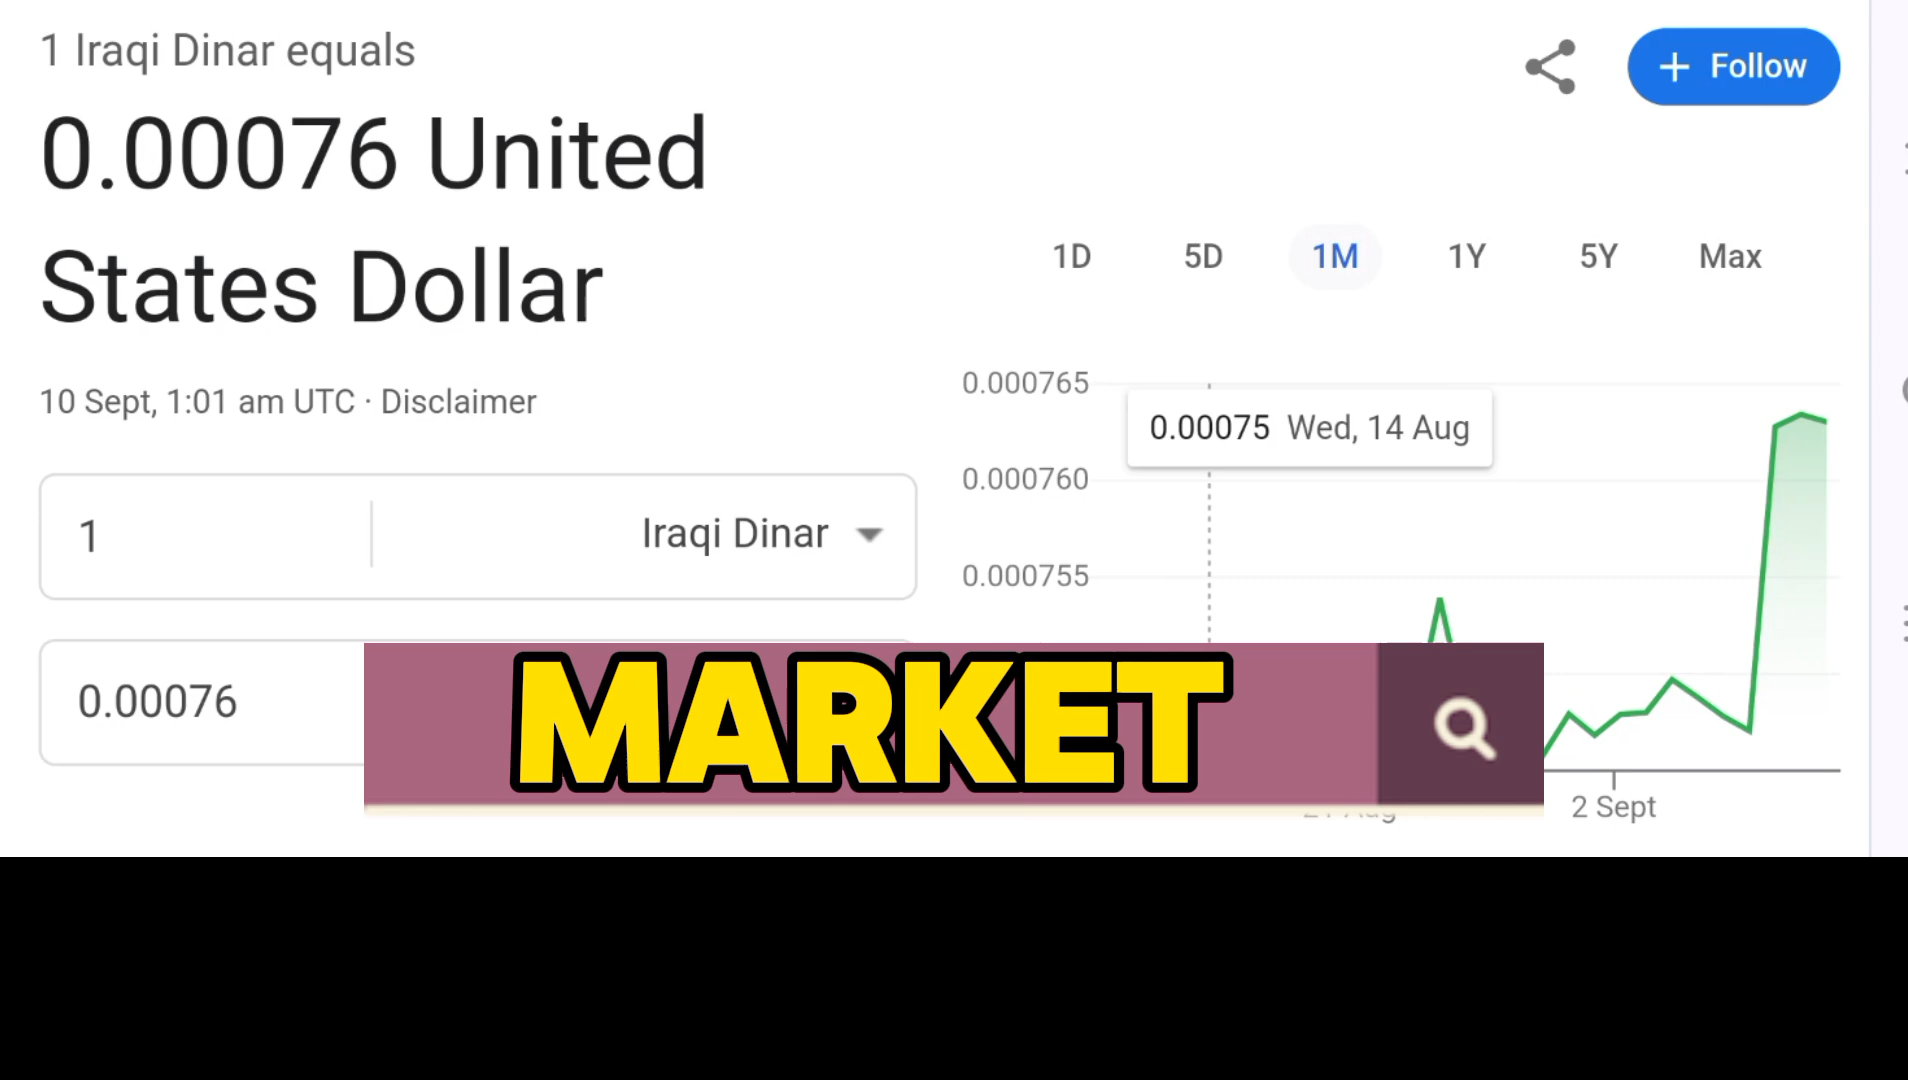 1 Iraqi Dinar equals
0.00076 United
States Dollar
10 Sept, 1:01 am UTC · Disclaimer
1
Iraqi Dinar
0.00076
+ Follow
1D 5D 1M 1Y 5Y Max
0.000765
0.00075 Wed, 14 Aug
0.000760
0.000755
2 Sept
MARKET